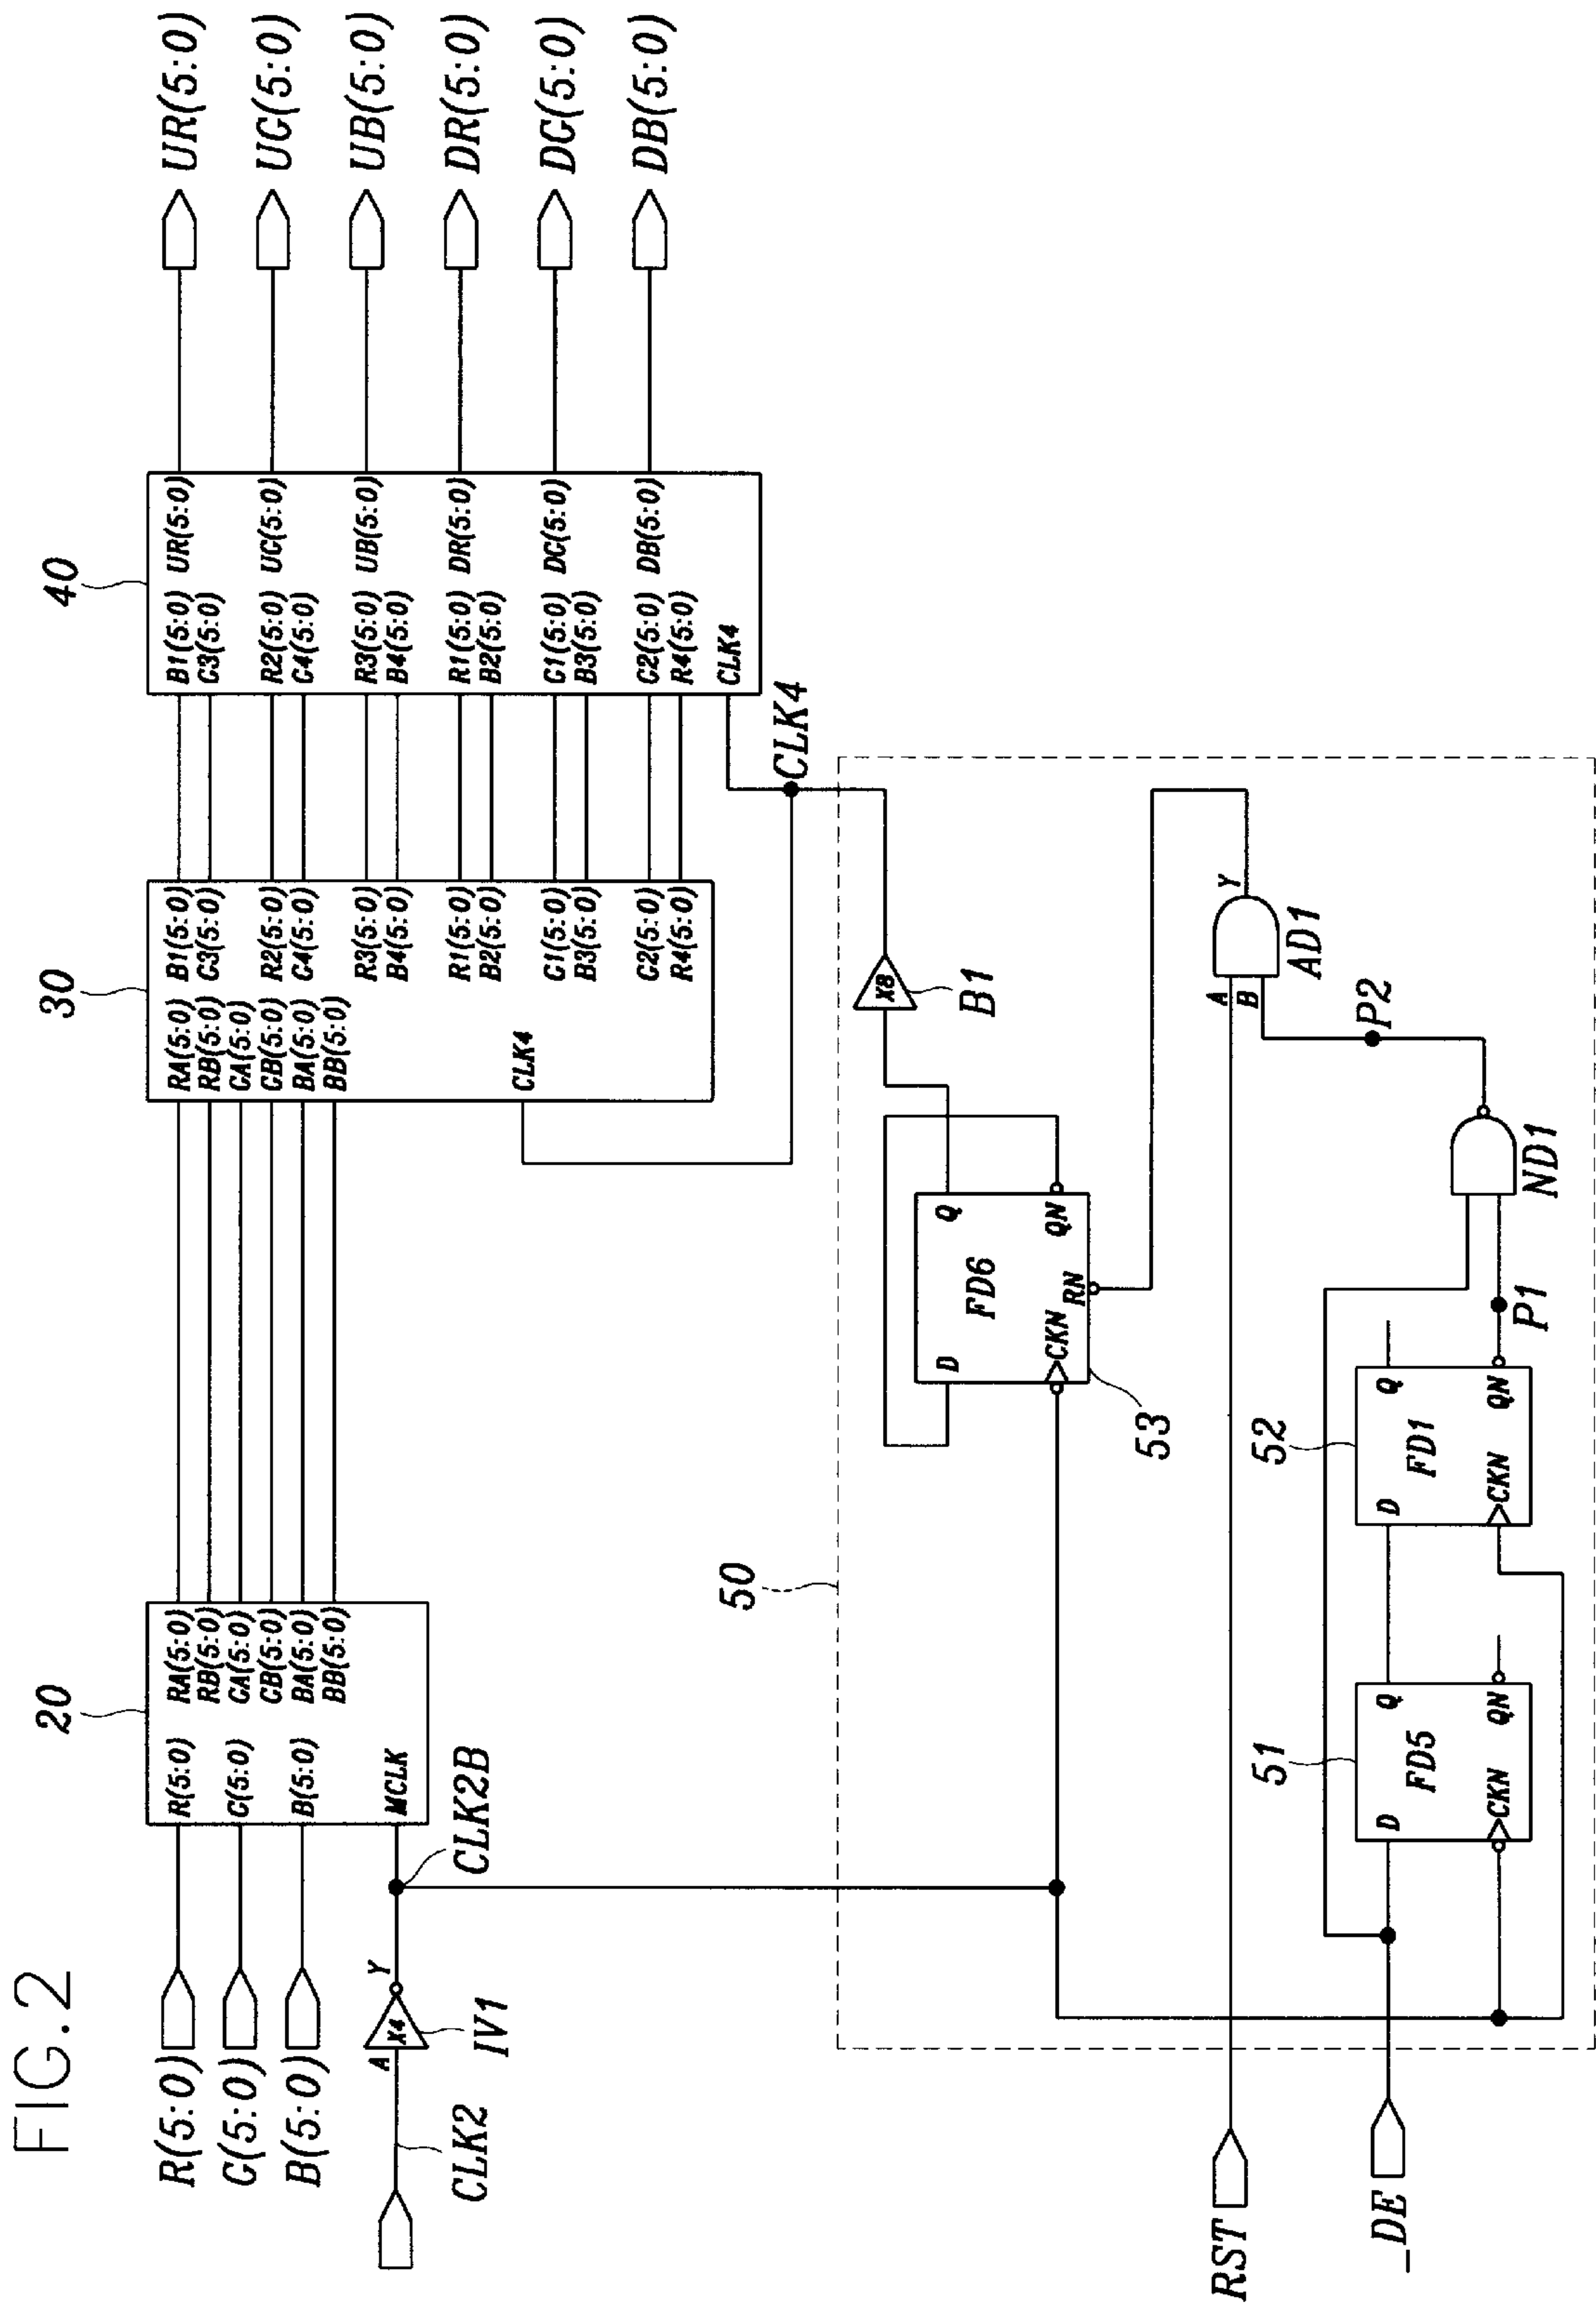 FIG.2
20
30
40
R(5:0)
G(5:0)
B(5:0)
CLK2
A
X4
Y
IV1
CLK2B
R(5:0)
G(5:0)
B(5:0)
MCLK
RA(5:0)
RB(5:0)
GA(5:0)
GB(5:0)
BA(5:0)
BB(5:0)
RA(5:0)
RB(5:0)
GA(5:0)
GB(5:0)
BA(5:0)
BB(5:0)
CLK4
B1(5:0)
G3(5:0)
R2(5:0)
G4(5:0)
R3(5:0)
B4(5:0)
R1(5:0)
B2(5:0)
G1(5:0)
B3(5:0)
G2(5:0)
R4(5:0)
B1(5:0)
G3(5:0)
R2(5:0)
G4(5:0)
R3(5:0)
B4(5:0)
R1(5:0)
B2(5:0)
G1(5:0)
B3(5:0)
G2(5:0)
R4(5:0)
CLK4
UR(5:0)
UG(5:0)
UB(5:0)
DR(5:0)
DG(5:0)
DB(5:0)
UR(5:0)
UG(5:0)
UB(5:0)
DR(5:0)
DG(5:0)
DB(5:0)
CLK4
50
X8
B1
D
Q
FD6
CKN
RN
QN
53
RST
A
B
Y
AD1
P2
51
D
Q
FD5
CKN
QN
52
D
Q
FD1
CKN
QN
P1
ND1
_DE